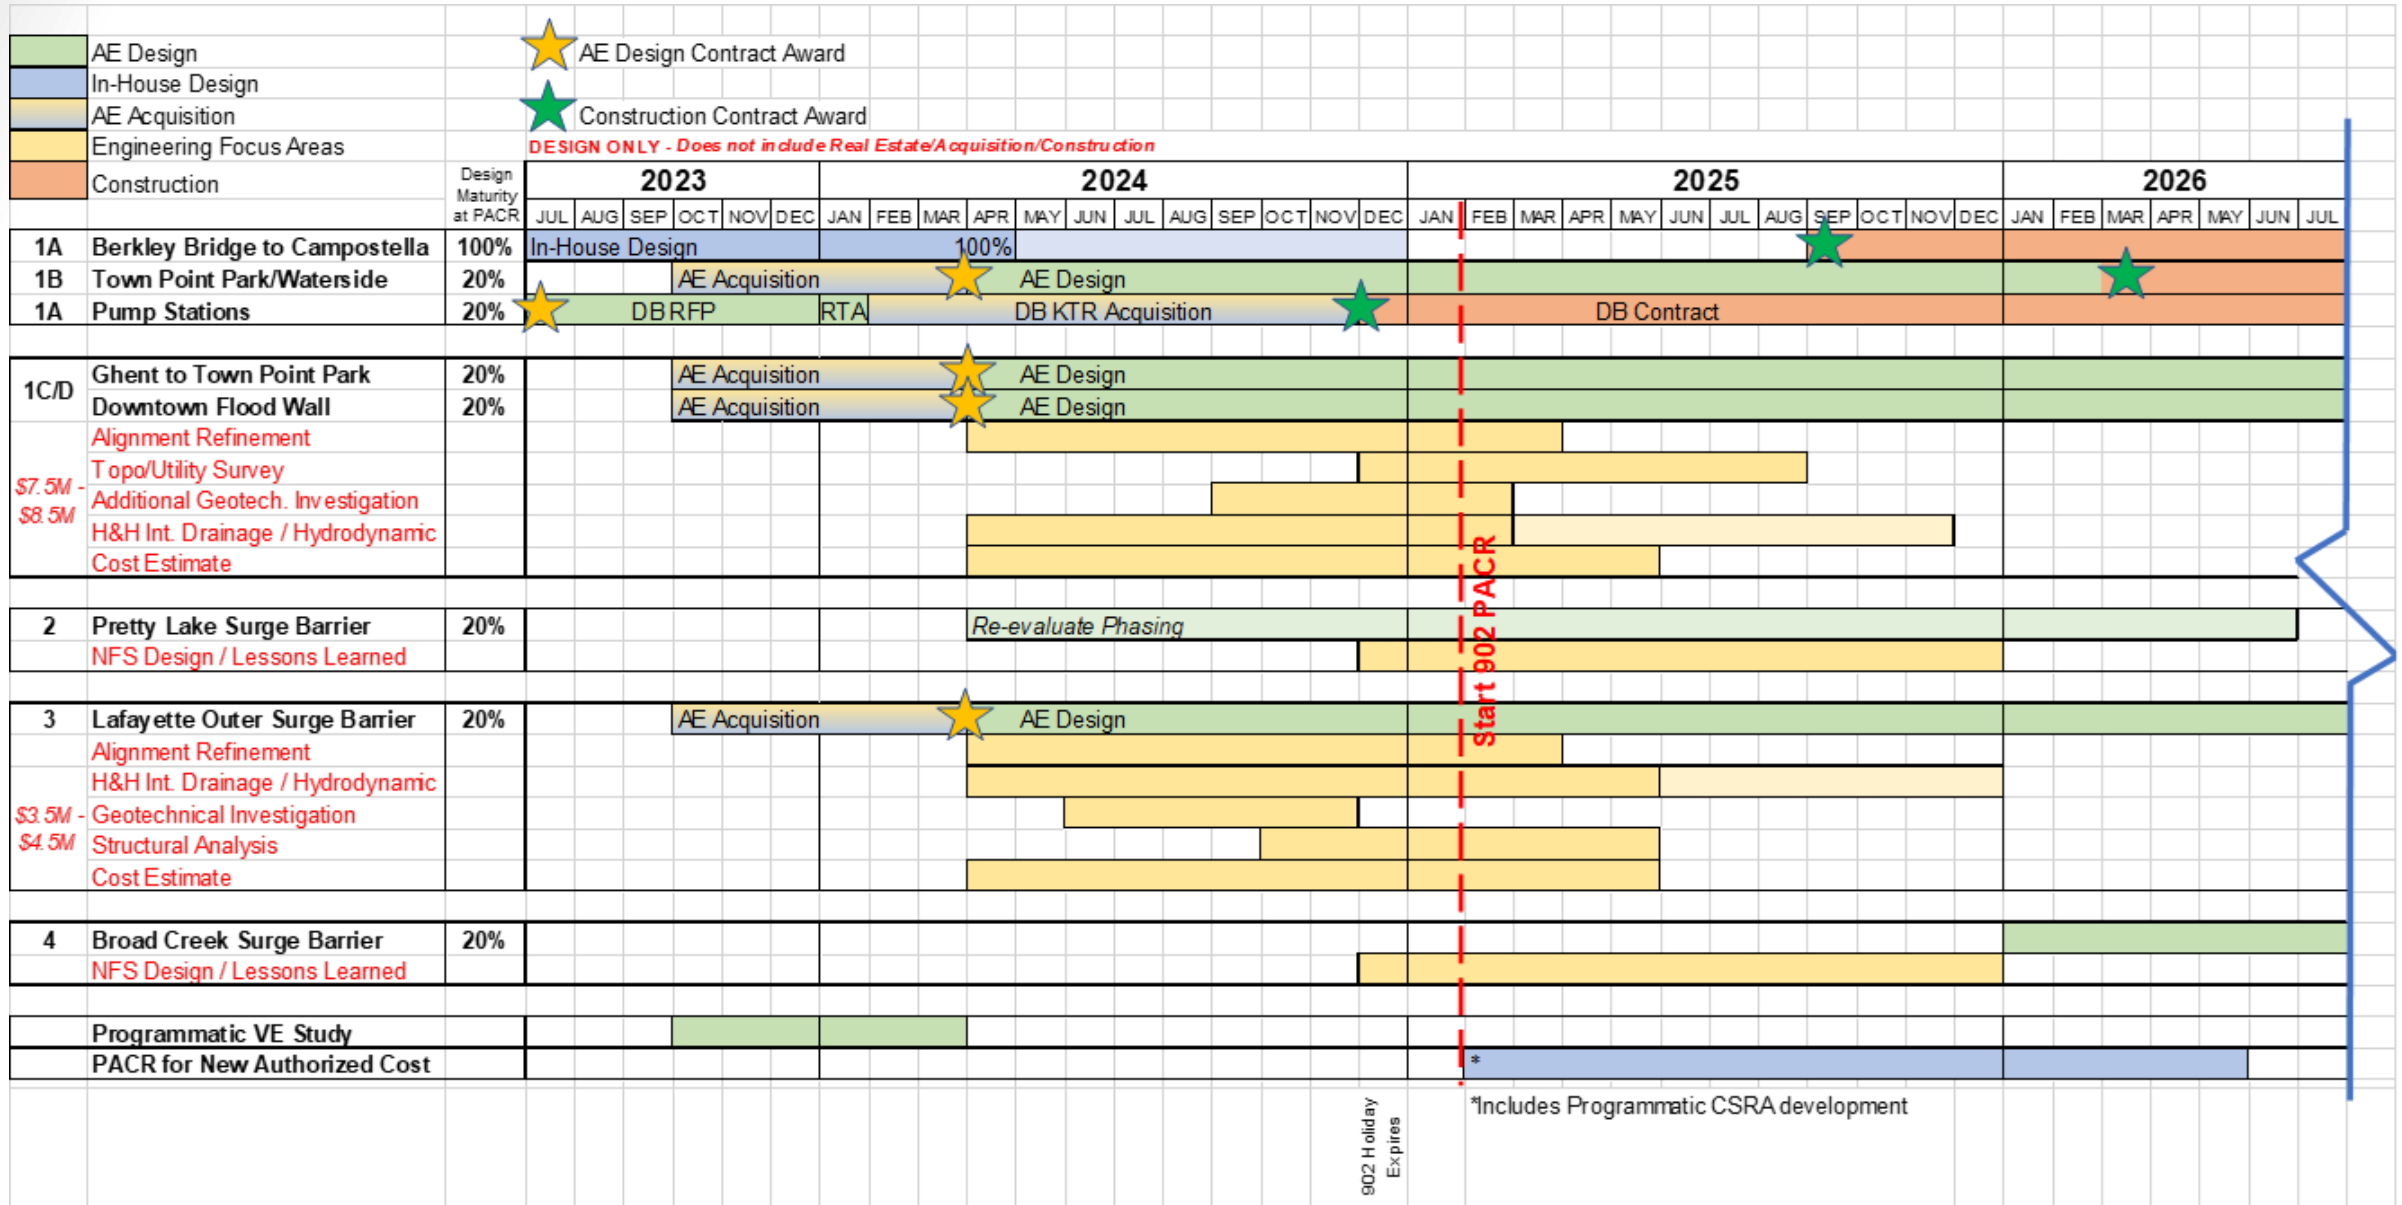 AE Design
AE Design Contract Award
In-House Design
AE Acquisition
Construction Contract Award
Engineering Focus Areas
DESIGN ONLY - Does not include Real Estate/Acquisition/Construction
Construction
Design Maturity at PACR
2023 2024 2025 2026
JUL AUG SEP OCT NOV DEC JAN FEB MAR APR MAY JUN JUL AUG SEP OCT NOV DEC JAN FEB MAR APR MAY JUN JUL AUG SEP OCT NOV DEC JAN FEB MAR APR MAY JUN JUL
1A Berkley Bridge to Campostella 100% In-House Design 100%
1B Town Point Park/Waterside 20% AE Acquisition AE Design
1A Pump Stations 20% DB RFP RTA DB KTR Acquisition DB Contract
1C/D
Ghent to Town Point Park 20% AE Acquisition AE Design
Downtown Flood Wall 20% AE Acquisition AE Design
Alignment Refinement
Topo/Utility Survey
$7.5M - $8.5M
Additional Geotech. Investigation
H&H Int. Drainage / Hydrodynamic
Cost Estimate
Start 902 PACR
2 Pretty Lake Surge Barrier 20% Re-evaluate Phasing
NFS Design / Lessons Learned
3 Lafayette Outer Surge Barrier 20% AE Acquisition AE Design
Alignment Refinement
H&H Int. Drainage / Hydrodynamic
$3.5M - $4.5M
Geotechnical Investigation
Structural Analysis
Cost Estimate
4 Broad Creek Surge Barrier 20%
NFS Design / Lessons Learned
Programmatic VE Study
PACR for New Authorized Cost *
902 Holiday
Expires
*Includes Programmatic CSRA development